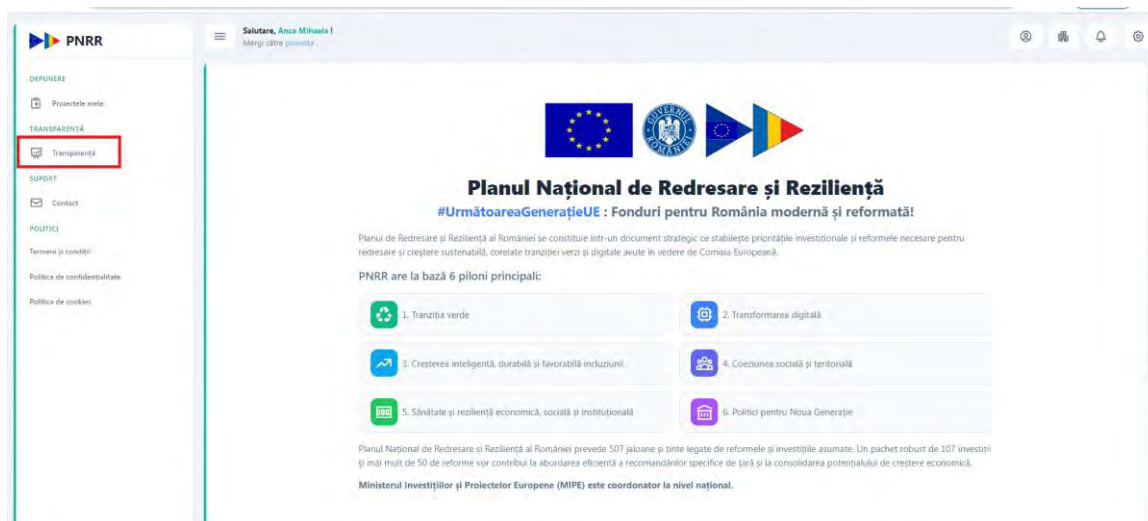 PNRR
Salutare, Anca Mihaela !
Mergi către proiecte .
DEPUNERE
Proiectele mele
TRANSPARENȚĂ
Transparență
SUPORT
Contact
POLITICI
Termeni și condiții
Politica de confidențialitate
Politica de cookies
GUVERNUL ROMÂNIEI
Planul Național de Redresare și Reziliență
#UrmătoareaGenerațieUE : Fonduri pentru România modernă și reformată!
Planul de Redresare și Reziliență al României se constituie într-un document strategic ce stabilește prioritățile investiționale și reformele necesare pentru
redresare și creștere sustenabilă, corelate tranziției verzi și digitale avute în vedere de Comisia Europeană.
PNRR are la bază 6 piloni principali:
1. Tranziția verde
2. Transformarea digitală
3. Creșterea inteligentă, durabilă și favorabilă incluziunii
4. Coeziunea socială și teritorială
5. Sănătate și reziliență economică, socială și instituțională
6. Politici pentru Noua Generație
Planul Național de Redresare și Reziliență al României prevede 507 jaloane și ținte legate de reformele și investițiile asumate. Un pachet robust de 107 investiții
și mai mult de 50 de reforme vor contribui la abordarea eficientă a recomandărilor specifice de țară și la consolidarea potențialului de creștere economică.
Ministerul Investițiilor și Proiectelor Europene (MIPE) este coordonator la nivel național.